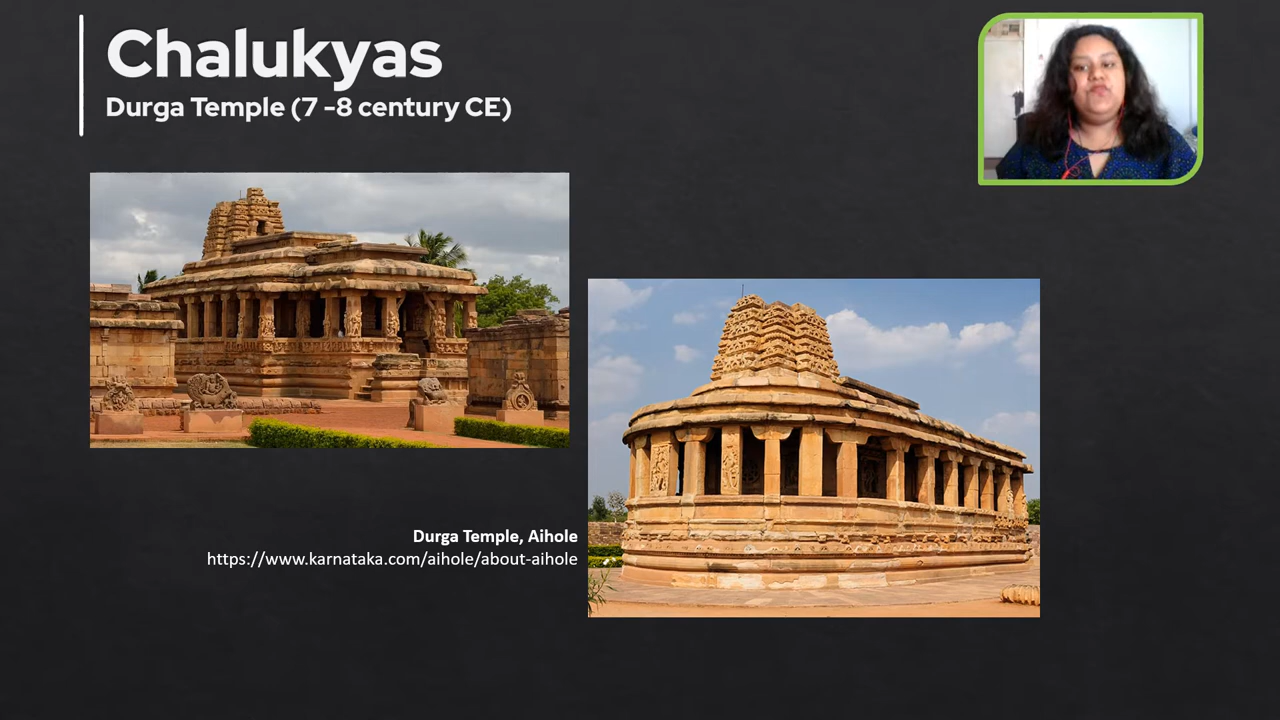 Chalukyas
Durga Temple (7 -8 century CE)
Durga Temple, Aihole
https://www.karnataka.com/aihole/about-aihole